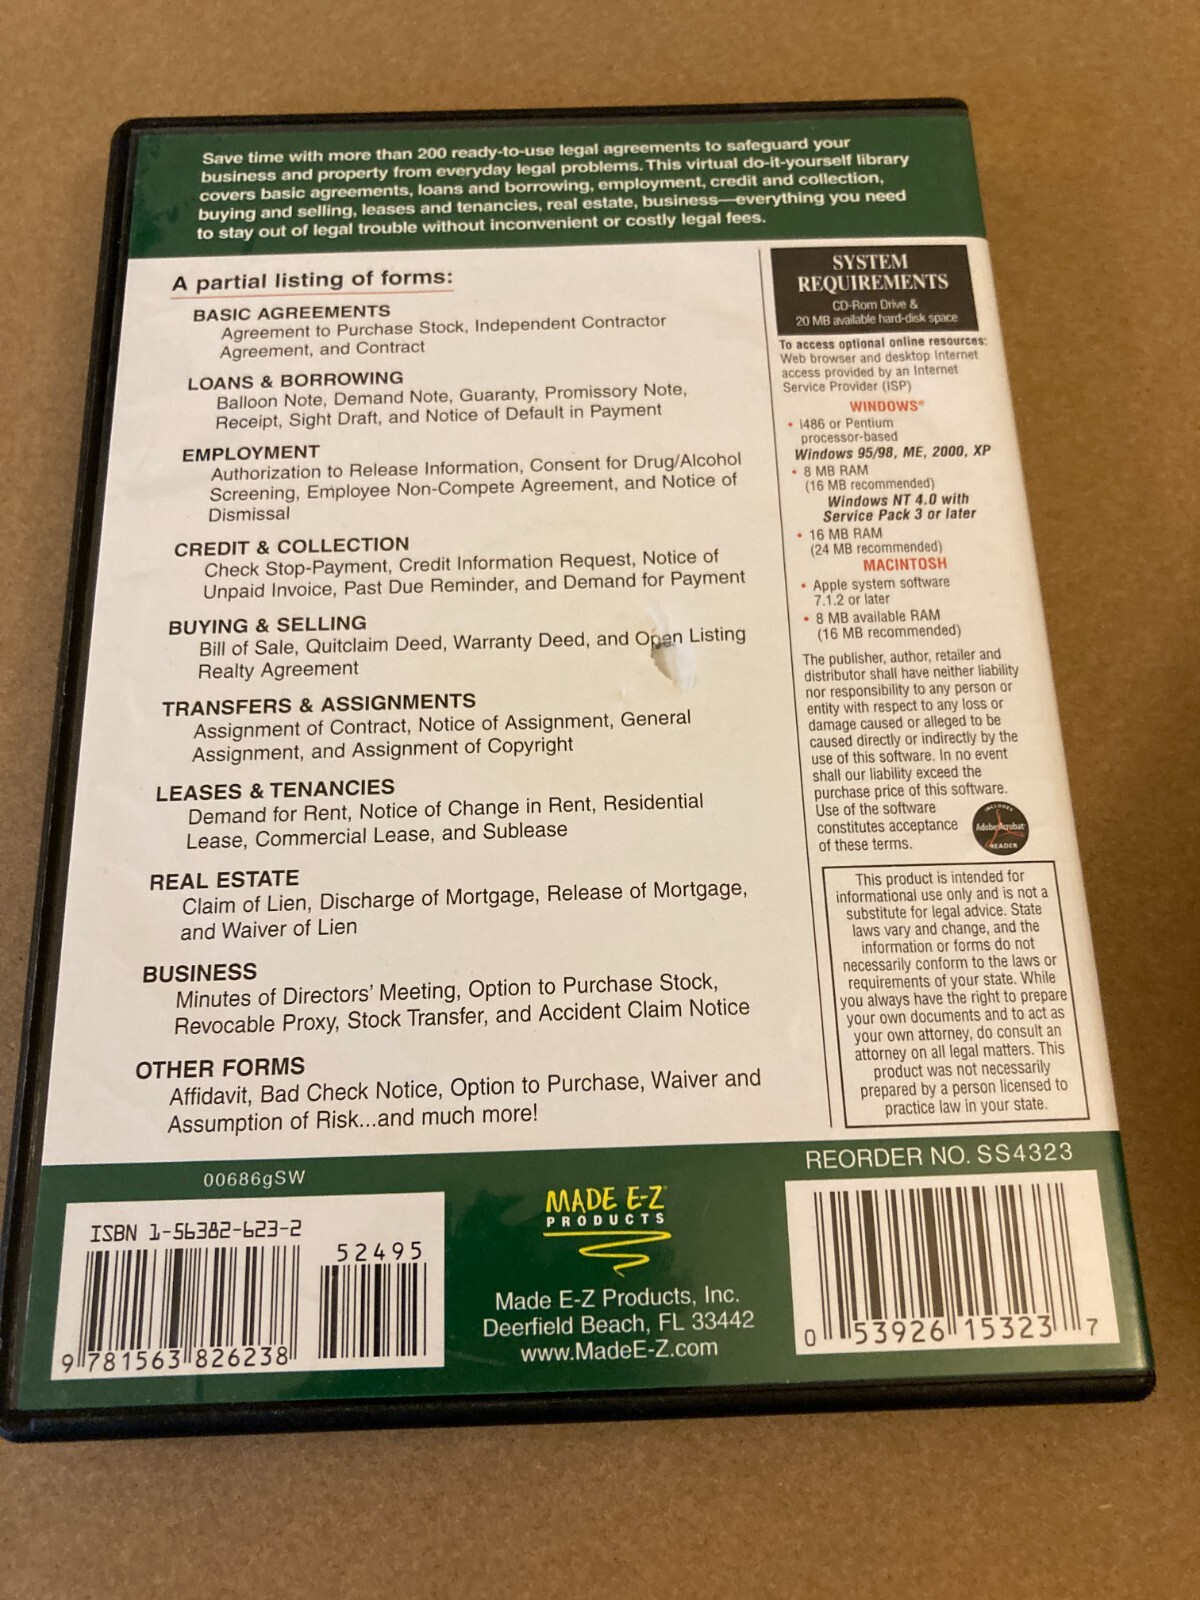 Save time with more than 200 ready-to-use legal agreements to safeguard your
business and property from everyday legal problems. This virtual do-it-yourself library
covers basic agreements, loans and borrowing, employment, credit and collection,
buying and selling, leases and tenancies, real estate, business—everything you need
to stay out of legal trouble without inconvenient or costly legal fees.
A partial listing of forms:
BASIC AGREEMENTS
Agreement to Purchase Stock, Independent Contractor
Agreement, and Contract
LOANS & BORROWING
Balloon Note, Demand Note, Guaranty, Promissory Note,
Receipt, Sight Draft, and Notice of Default in Payment
EMPLOYMENT
Authorization to Release Information, Consent for Drug/Alcohol
Screening, Employee Non-Compete Agreement, and Notice of
Dismissal
CREDIT & COLLECTION
Check Stop-Payment, Credit Information Request, Notice of
Unpaid Invoice, Past Due Reminder, and Demand for Payment
BUYING & SELLING
Bill of Sale, Quitclaim Deed, Warranty Deed, and Open Listing
Realty Agreement
TRANSFERS & ASSIGNMENTS
Assignment of Contract, Notice of Assignment, General
Assignment, and Assignment of Copyright
LEASES & TENANCIES
Demand for Rent, Notice of Change in Rent, Residential
Lease, Commercial Lease, and Sublease
REAL ESTATE
Claim of Lien, Discharge of Mortgage, Release of Mortgage,
and Waiver of Lien
BUSINESS
Minutes of Directors' Meeting, Option to Purchase Stock,
Revocable Proxy, Stock Transfer, and Accident Claim Notice
OTHER FORMS
Affidavit, Bad Check Notice, Option to Purchase, Waiver and
Assumption of Risk...and much more!
SYSTEM
REQUIREMENTS
CD-Rom Drive &
20 MB available hard-disk space
To access optional online resources:
Web browser and desktop Internet
access provided by an Internet
Service Provider (ISP)
WINDOWS®
• i486 or Pentium
processor-based
Windows 95/98, ME, 2000, XP
• 8 MB RAM
(16 MB recommended)
Windows NT 4.0 with
Service Pack 3 or later
• 16 MB RAM
(24 MB recommended)
MACINTOSH
• Apple system software
7.1.2 or later
• 8 MB available RAM
(16 MB recommended)
The publisher, author, retailer and
distributor shall have neither liability
nor responsibility to any person or
entity with respect to any loss or
damage caused or alleged to be
caused directly or indirectly by the
use of this software. In no event
shall our liability exceed the
purchase price of this software.
Use of the software
constitutes acceptance
of these terms.
INCLUDES
Adobe Acrobat
READER
This product is intended for
informational use only and is not a
substitute for legal advice. State
laws vary and change, and the
information or forms do not
necessarily conform to the laws or
requirements of your state. While
you always have the right to prepare
your own documents and to act as
your own attorney, do consult an
attorney on all legal matters. This
product was not necessarily
prepared by a person licensed to
practice law in your state.
00686gSW
ISBN 1-56382-623-2
52495
9 781563 826238
MADE E-Z®
PRODUCTS
Made E-Z Products, Inc.
Deerfield Beach, FL 33442
www.MadeE-Z.com
REORDER NO. SS4323
0 53926 15323 7